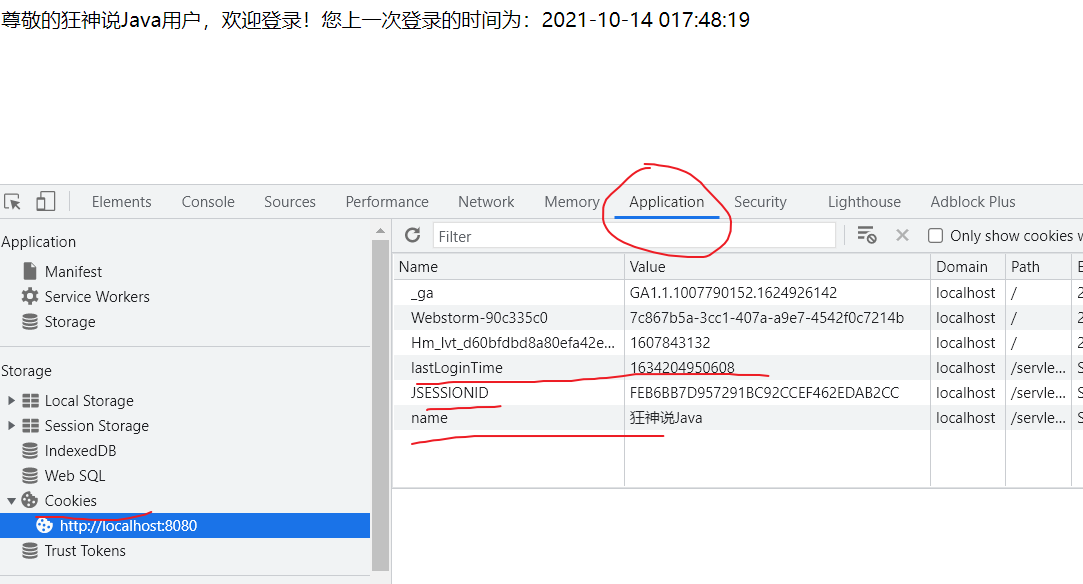 尊敬的狂神说Java用户，欢迎登录！您上一次登录的时间为：2021-10-14 017:48:19
Elements Console Sources Performance Network Memory Application Security Lighthouse Adblock Plus
Application
Manifest
Service Workers
Storage
Storage
Local Storage
Session Storage
IndexedDB
Web SQL
Cookies
http://localhost:8080
Trust Tokens
Filter Only show cookies w
Name Value Domain Path E
_ga GA1.1.1007790152.1624926142 localhost / 2
Webstorm-90c335c0 7c867b5a-3cc1-407a-a9e7-4542f0c7214b localhost / 2
Hm_lvt_d60bfdbd8a80efa42e... 1607843132 localhost / 2
lastLoginTime 1634204950608 localhost /servle... S
JSESSIONID FEB6BB7D957291BC92CCEF462EDAB2CC localhost /servle... S
name 狂神说Java localhost /servle... S